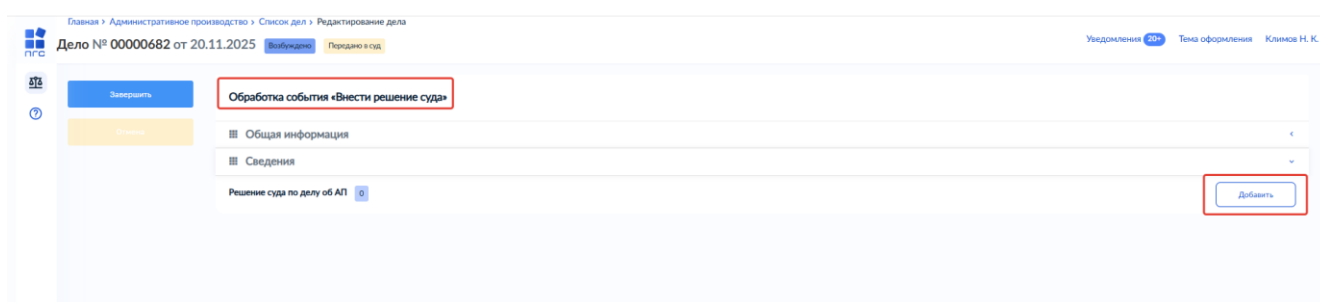 Главная › Административное производство › Список дел › Редактирование дела
пгс
Дело № 00000682 от 20.11.2025 Возбуждено Передано в суд
Уведомления 20+ Тема оформления Климов Н. К.
Завершить
Отмена
Обработка события «Внести решение суда»
Общая информация
Сведения
Решение суда по делу об АП 0
Добавить